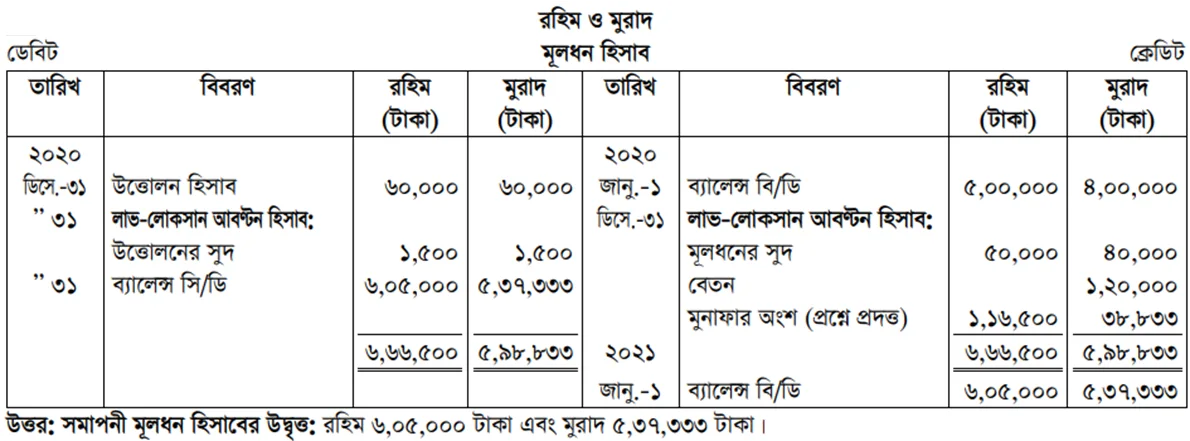 রহিম ও মুরাদ
ডেবিট মূলধন হিসাব ক্রেডিট
তারিখ বিবরণ রহিম (টাকা) মুরাদ (টাকা) তারিখ বিবরণ রহিম (টাকা) মুরাদ (টাকা)
২০২০ ২০২০
ডিসে.-৩১ উত্তোলন হিসাব ৬০,০০০ ৬০,০০০ জানু.-১ ব্যালেন্স বি/ডি ৫,০০,০০০ ৪,০০,০০০
” ৩১ লাভ-লোকসান আবণ্টন হিসাব: ডিসে.-৩১ লাভ-লোকসান আবণ্টন হিসাব:
উত্তোলনের সুদ ১,৫০০ ১,৫০০ মূলধনের সুদ ৫০,০০০ ৪০,০০০
” ৩১ ব্যালেন্স সি/ডি ৬,০৫,০০০ ৫,৩৭,৩৩৩ বেতন ১,২০,০০০
মুনাফার অংশ (প্রশ্নে প্রদত্ত) ১,১৬,৫০০ ৩৮,৮৩৩
৬,৬৬,৫০০ ৫,৯৮,৮৩৩ ২০২১ ৬,৬৬,৫০০ ৫,৯৮,৮৩৩
জানু.-১ ব্যালেন্স বি/ডি ৬,০৫,০০০ ৫,৩৭,৩৩৩
উত্তর: সমাপনী মূলধন হিসাবের উদ্বৃত্ত: রহিম ৬,০৫,০০০ টাকা এবং মুরাদ ৫,৩৭,৩৩৩ টাকা।